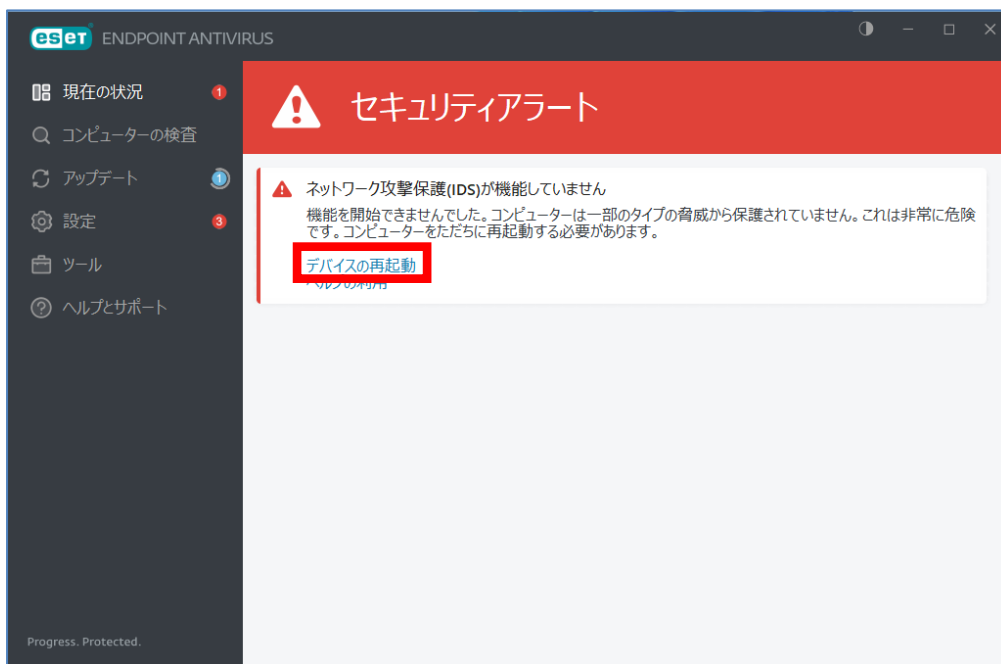 eset ENDPOINT ANTIVIRUS
現在の状況 1
コンピューターの検査
アップデート 1
設定 3
ツール
ヘルプとサポート
Progress. Protected.
セキュリティアラート
ネットワーク攻撃保護(IDS)が機能していません
機能を開始できませんでした。コンピューターは一部のタイプの脅威から保護されていません。これは非常に危険
です。コンピューターをただちに再起動する必要があります。
デバイスの再起動
ヘルプの利用